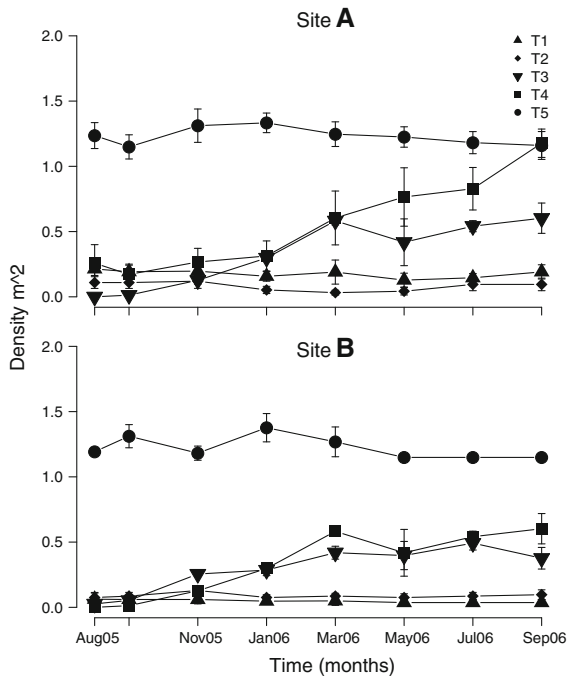 Site A
T1
T2
T3
T4
T5
2.0
1.5
1.0
0.5
0.0
Density m^2
Site B
2.0
1.5
1.0
0.5
0.0
Aug05 Nov05 Jan06 Mar06 May06 Jul06 Sep06
Time (months)